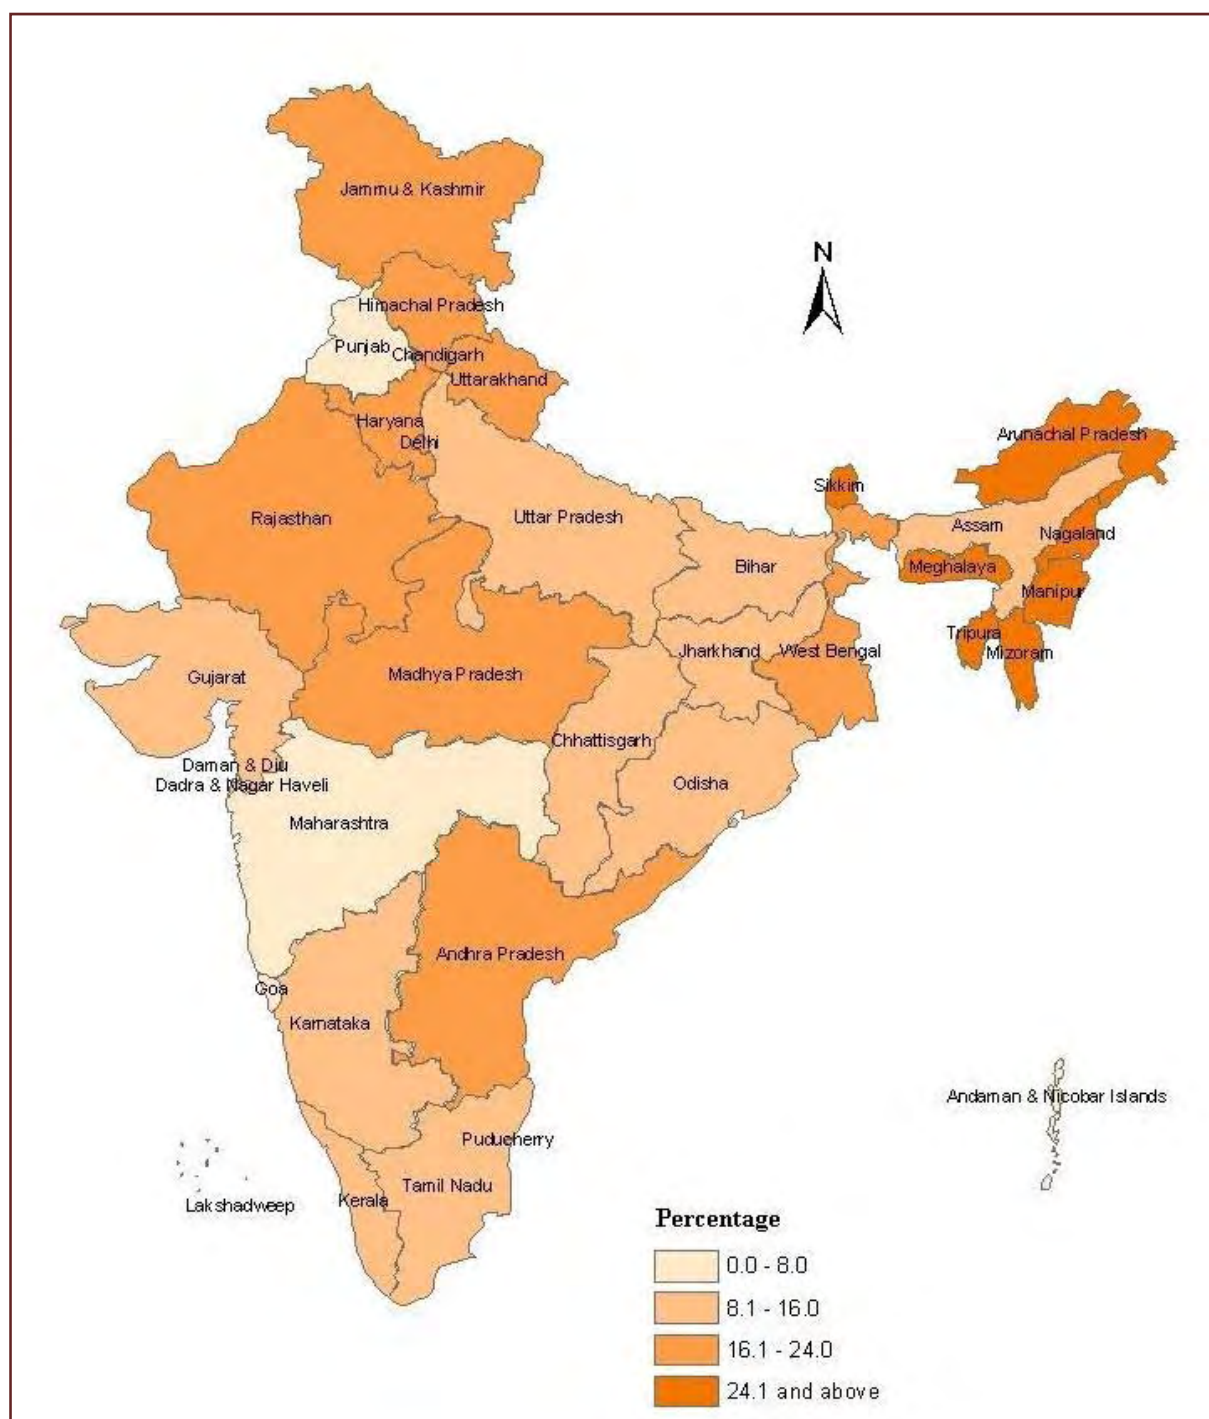 N
Jammu & Kashmir
Himachal Pradesh
Punjab
Chandigarh
Uttarakhand
Haryana
Delhi
Arunachal Pradesh
Sikkim
Rajasthan
Uttar Pradesh
Assam
Nagaland
Bihar
Meghalaya
Manipur
Tripura
Jharkhand
West Bengal
Mizoram
Gujarat
Madhya Pradesh
Chhattisgarh
Daman & Diu
Dadra & Nagar Haveli
Odisha
Maharashtra
Andhra Pradesh
Goa
Karnataka
Andaman & Nicobar Islands
Puducherry
Tamil Nadu
Kerala
Lakshadweep
Percentage
0.0 - 8.0
8.1 - 16.0
16.1 - 24.0
24.1 and above